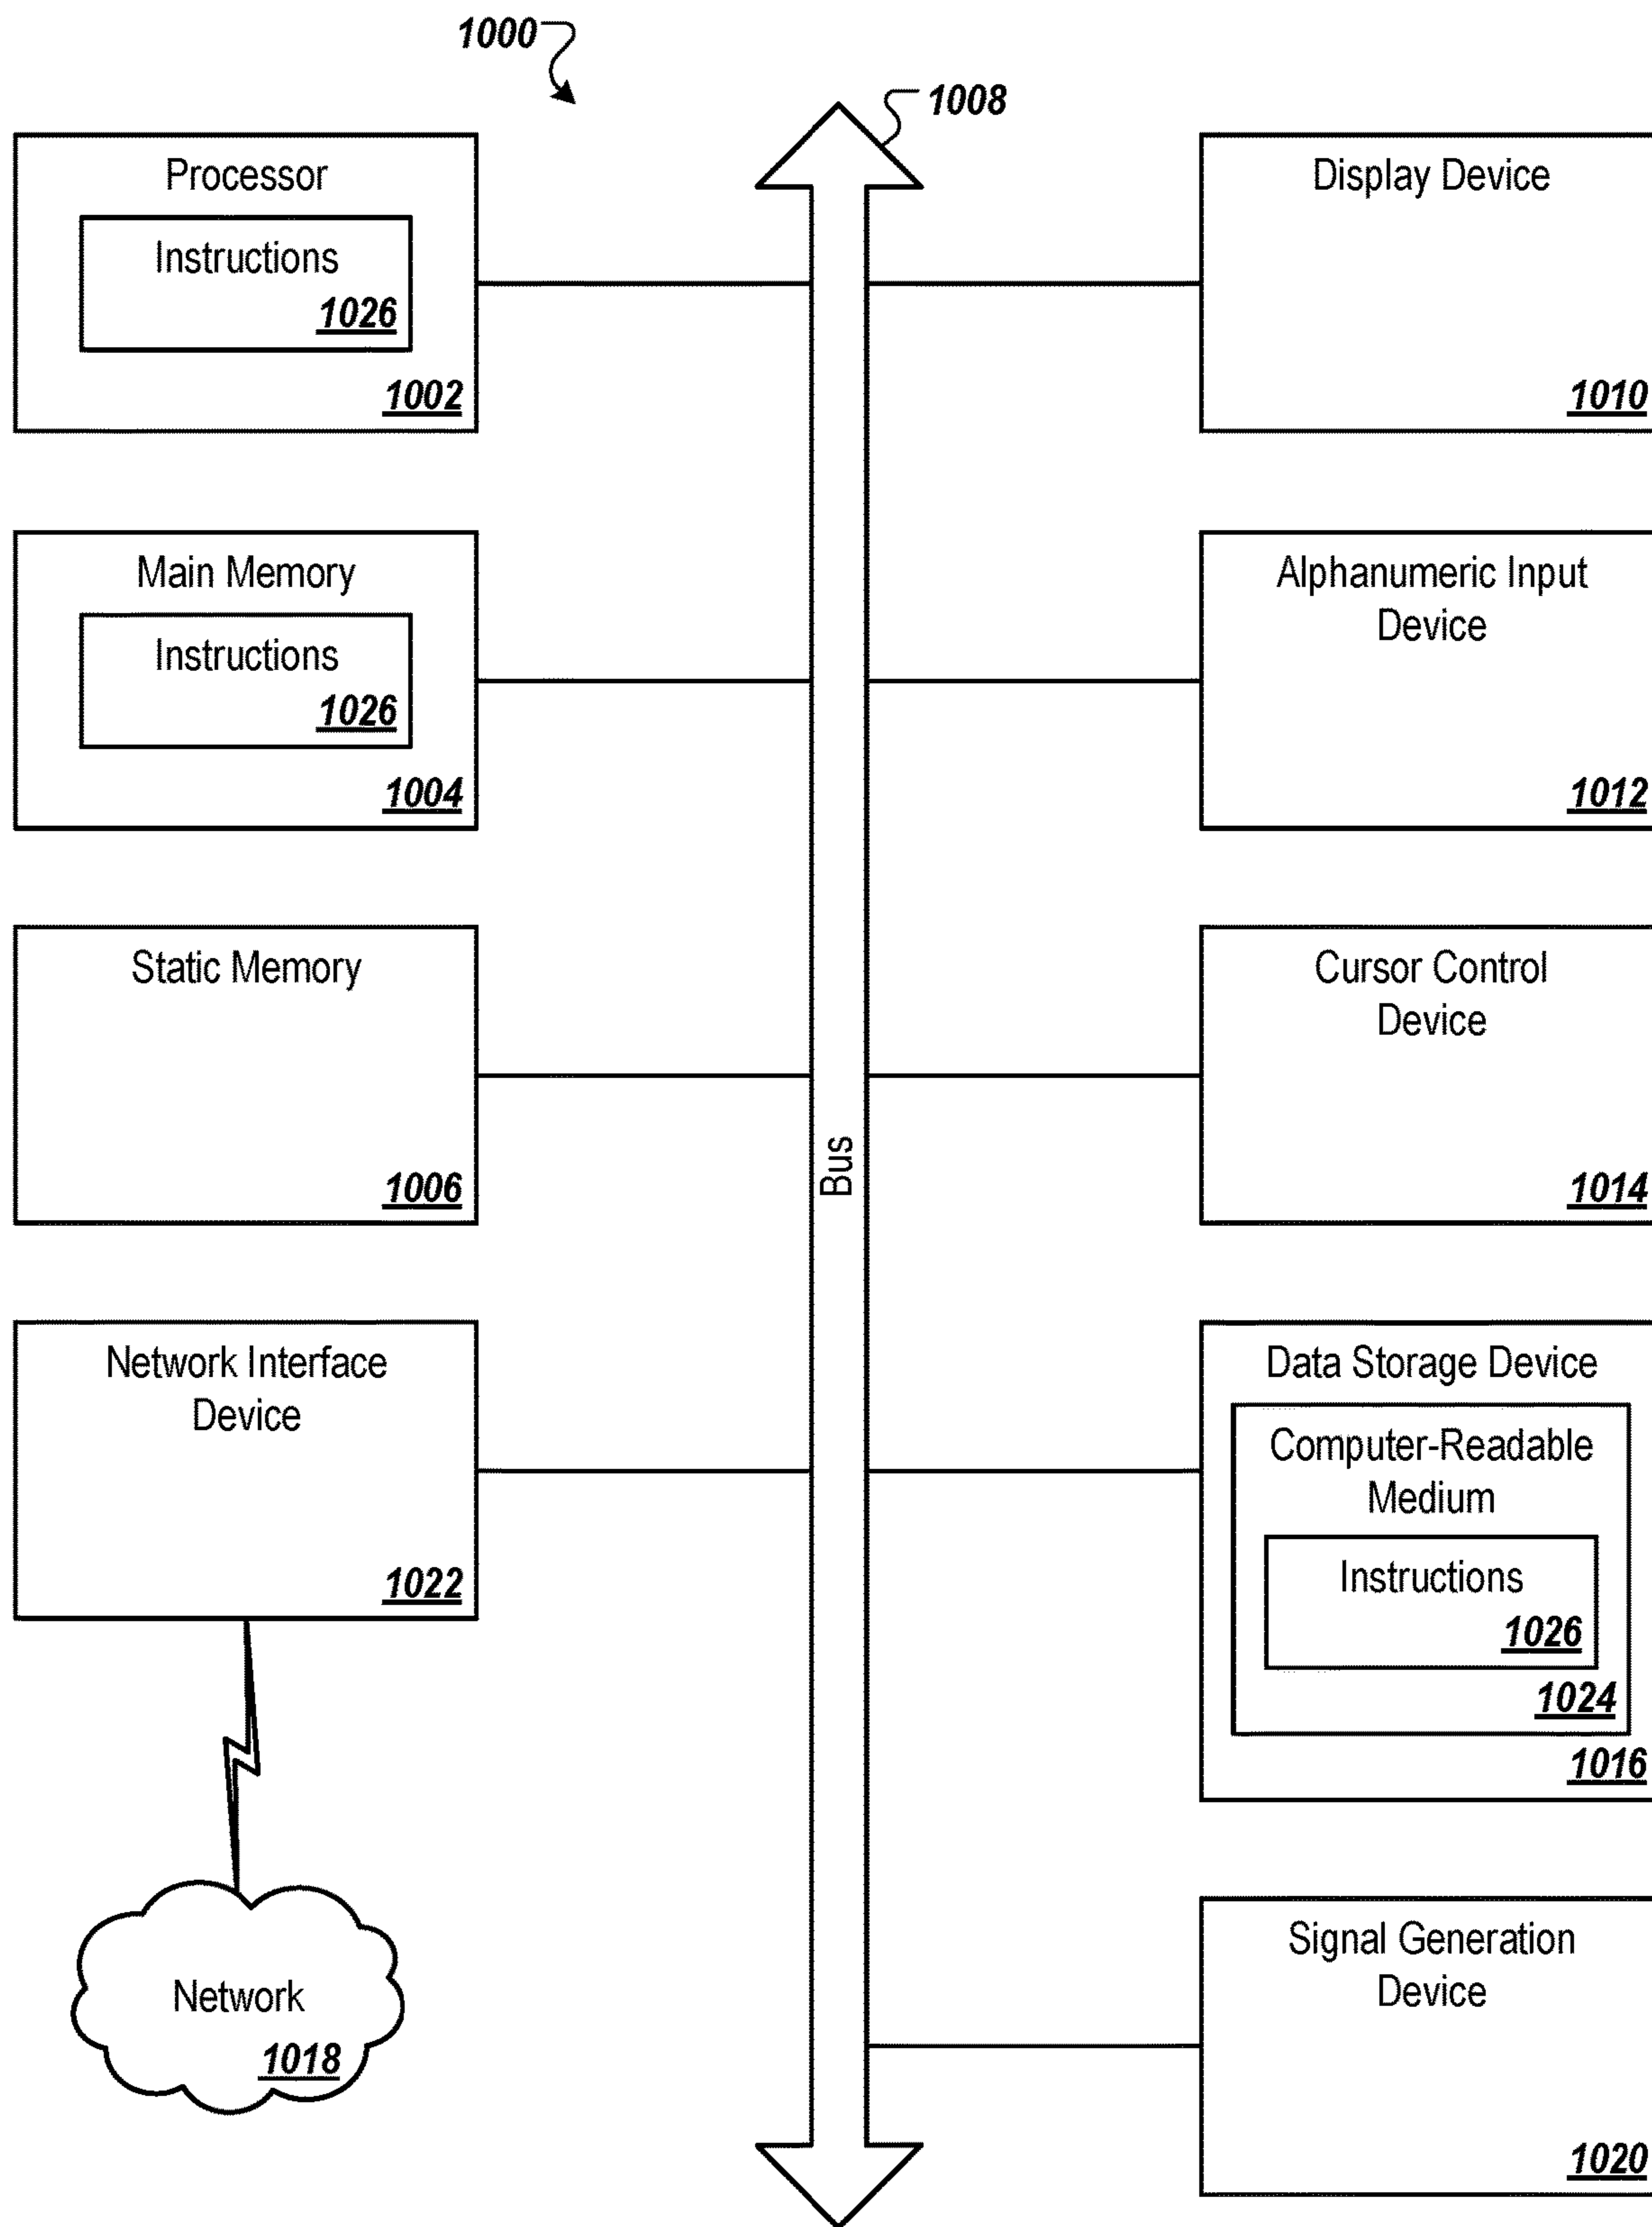 1000
1008
Processor
Instructions
1026
1002
Display Device
1010
Main Memory
Instructions
1026
1004
Alphanumeric Input
Device
1012
Static Memory
1006
Cursor Control
Device
1014
Bus
Network Interface
Device
1022
Data Storage Device
Computer-Readable
Medium
Instructions
1026
1024
1016
Network
1018
Signal Generation
Device
1020